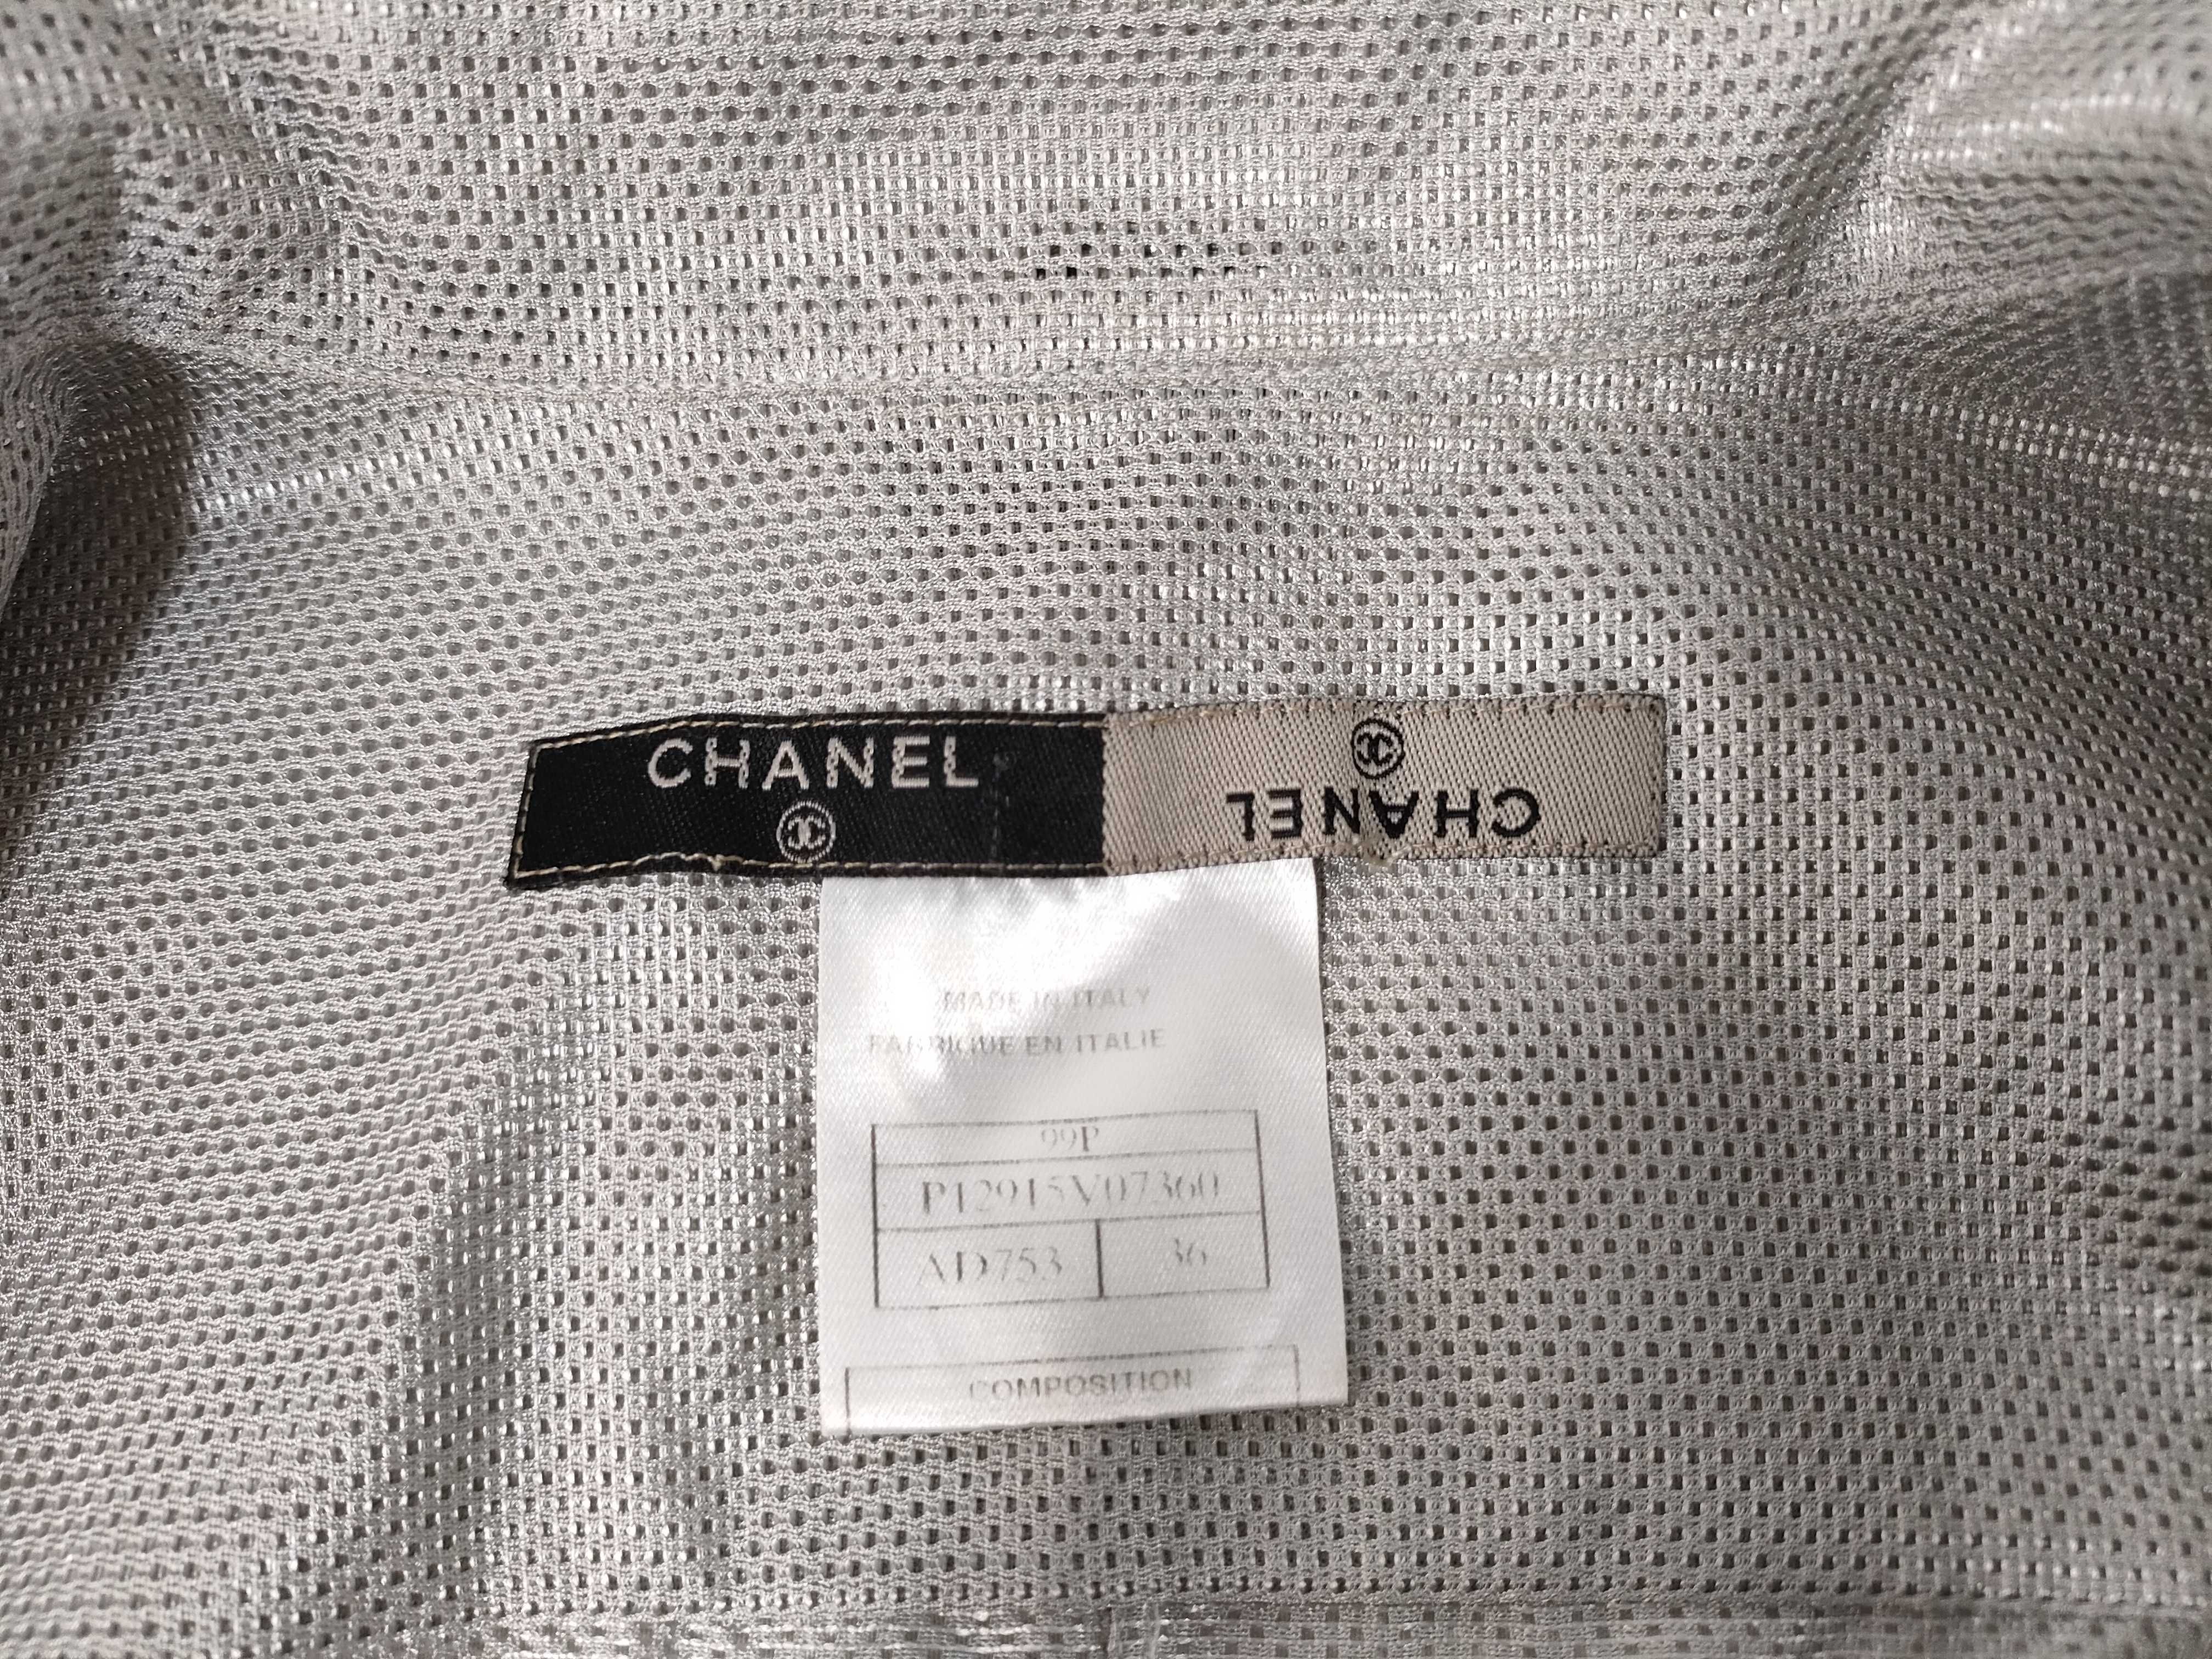 CHANEL
CHANEL
MADE IN ITALY
FABRIQUE EN ITALIE
99P
P12915V07360
AD753 36
COMPOSITION